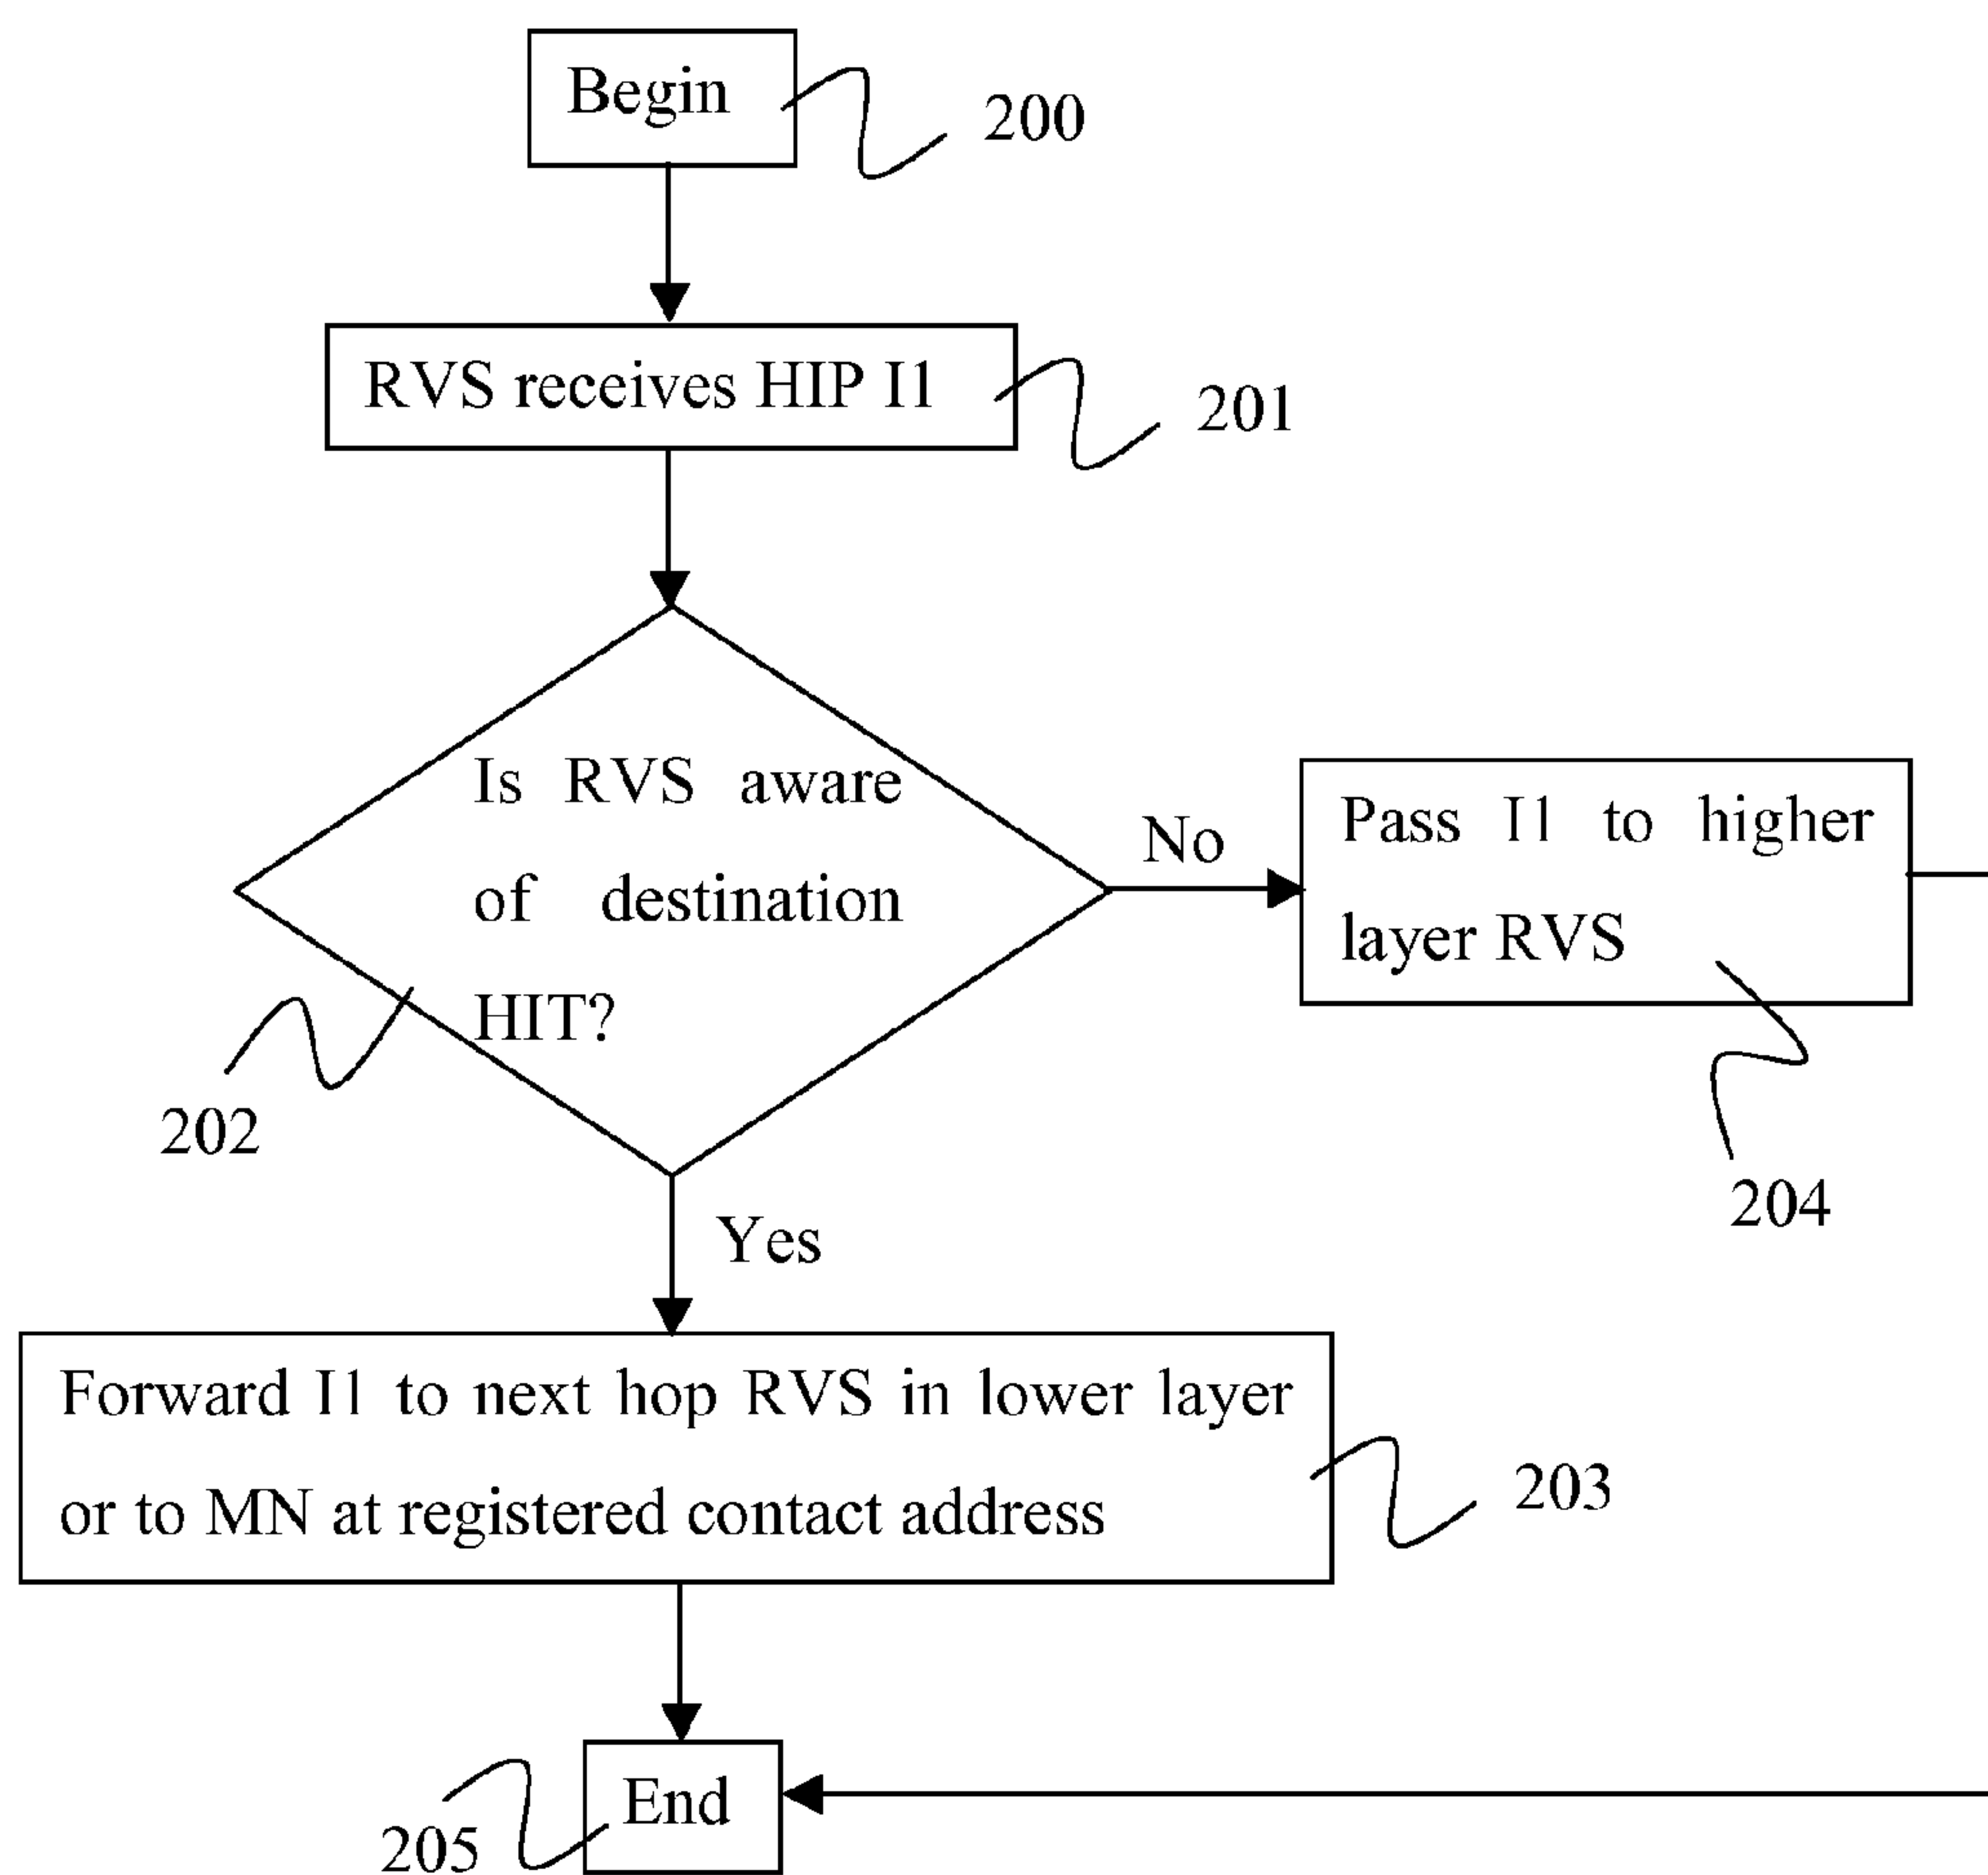 Begin
200
RVS receives HIP I1
201
Is RVS aware
of destination
HIT?
202
No
Pass I1 to higher
layer RVS
204
Yes
Forward I1 to next hop RVS in lower layer
or to MN at registered contact address
203
End
205